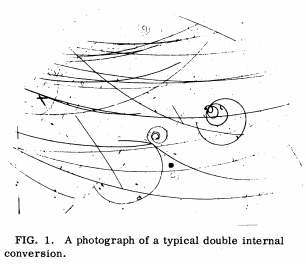 FIG. 1. A photograph of a typical double internal
conversion.